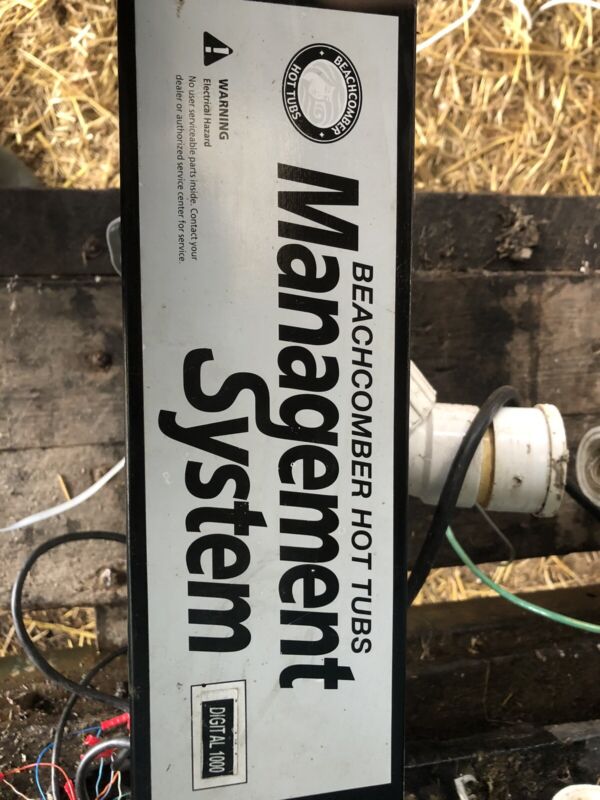 BEACHCOMBER
HOT TUBS
BEACHCOMBER HOT TUBS
Management
System
WARNING
Electrical Hazard
No user serviceable parts inside. Contact your
dealer or authorized service center for service.
DIGITAL 1000